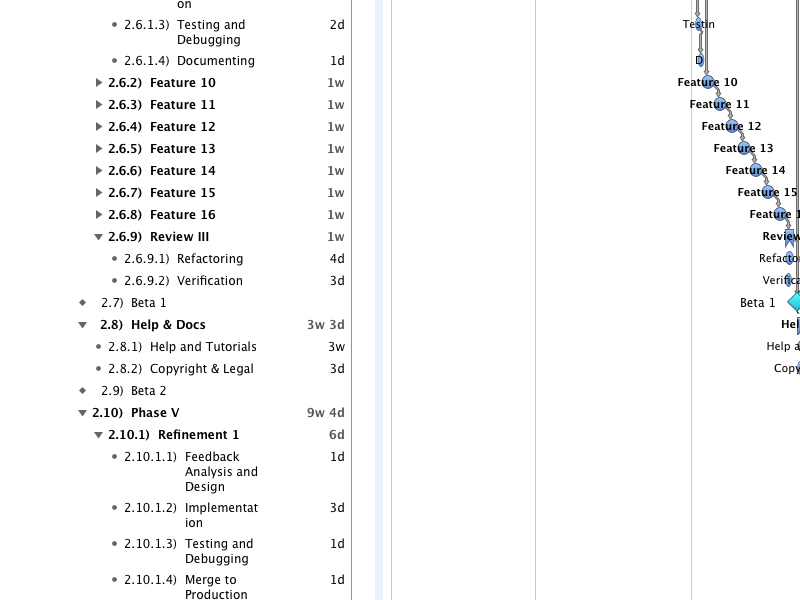 on
2.6.1.3) Testing and 2d Testin
Debugging
2.6.1.4) Documenting 1d D
2.6.2) Feature 10 1w Feature 10
2.6.3) Feature 11 1w Feature 11
2.6.4) Feature 12 1w Feature 12
2.6.5) Feature 13 1w Feature 13
2.6.6) Feature 14 1w Feature 14
2.6.7) Feature 15 1w Feature 15
2.6.8) Feature 16 1w Feature 1
2.6.9) Review III 1w Review
2.6.9.1) Refactoring 4d Refacto
2.6.9.2) Verification 3d Verifica
2.7) Beta 1 Beta 1
2.8) Help & Docs 3w 3d Hel
2.8.1) Help and Tutorials 3w Help a
2.8.2) Copyright & Legal 3d Copy
2.9) Beta 2
2.10) Phase V 9w 4d
2.10.1) Refinement 1 6d
2.10.1.1) Feedback 1d
Analysis and
Design
2.10.1.2) Implementat 3d
ion
2.10.1.3) Testing and 1d
Debugging
2.10.1.4) Merge to 1d
Production